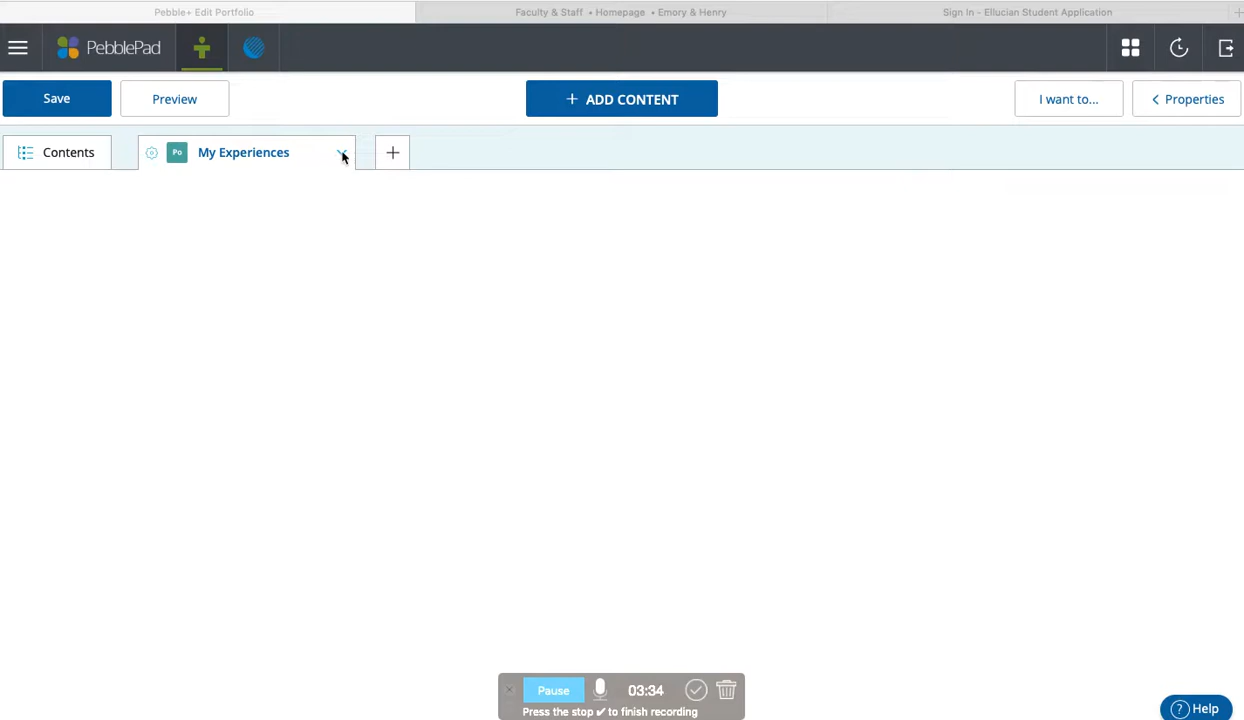 Pebble+ Edit Portfolio
Faculty & Staff • Homepage • Emory & Henry
Sign In - Ellucian Student Application
PebblePad
Save
Preview
+ ADD CONTENT
I want to...
< Properties
Contents
Po
My Experiences
Pause
03:34
Press the stop ✔ to finish recording
? Help